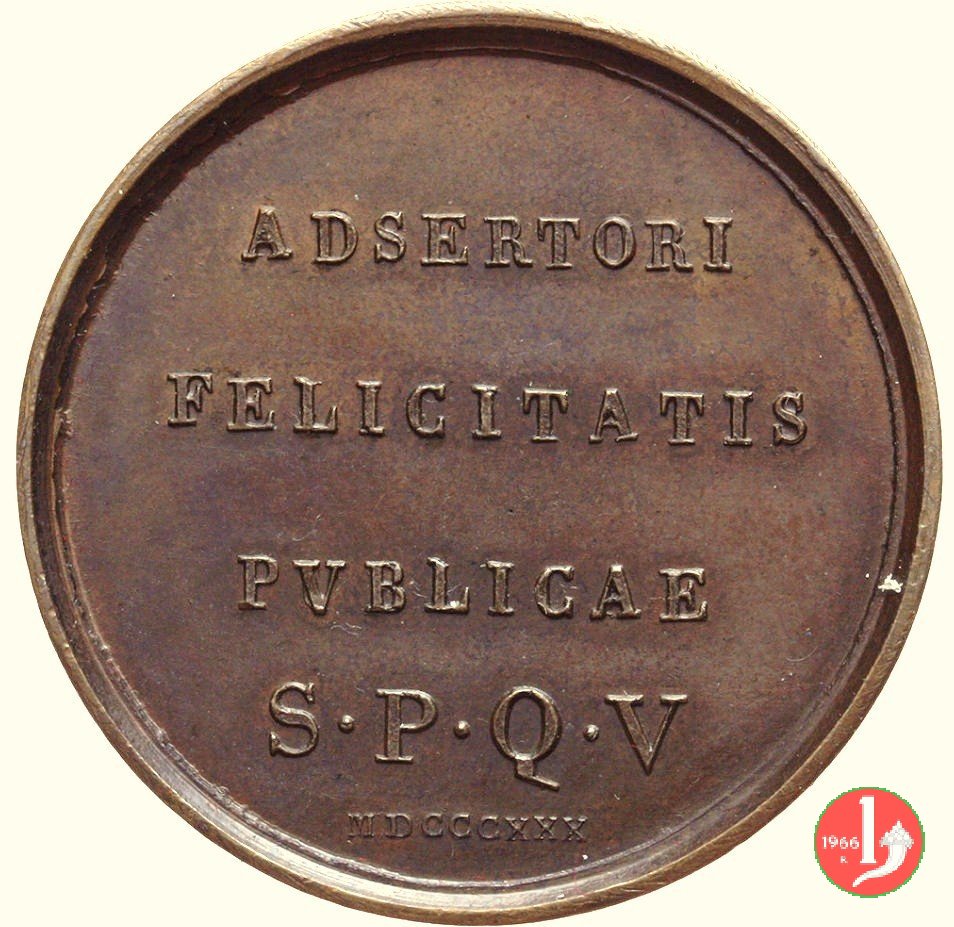 ADSERTORI
FELICITATIS
PVBLICAE
S·P·Q·V
MDCCCXXX
1966
R